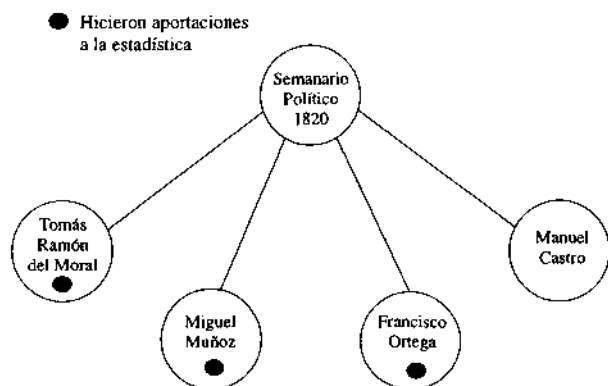 Hicieron aportaciones
a la estadística
Semanario
Político
1820
Tomás
Ramón
del Moral
Manuel
Castro
Miguel
Muñoz
Francisco
Ortega